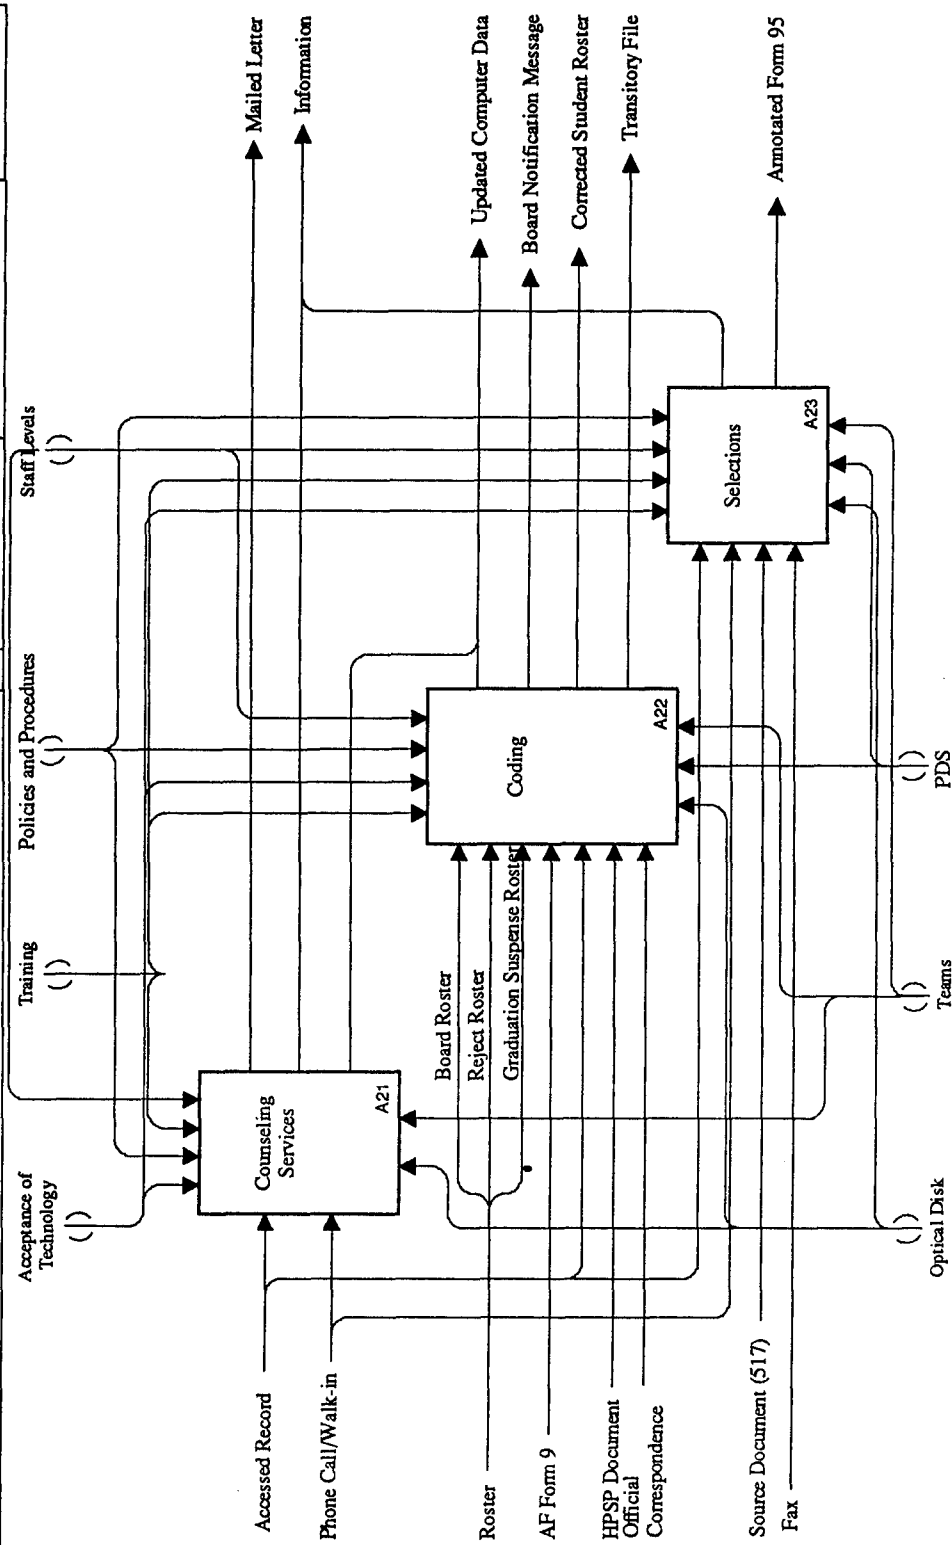 Acceptance of
Technology
Training
Policies and Procedures
Staff Levels
Accessed Record
Phone Call/Walk-in
Counseling
Services
A21
Mailed Letter
Information
Roster
Board Roster
Reject Roster
Graduation Suspense Roster
AF Form 9
HPSP Document
Official
Correspondence
Coding
A22
Updated Computer Data
Board Notification Message
Corrected Student Roster
Transitory File
Source Document (517)
Fax
Selections
A23
Annotated Form 95
Optical Disk
Teams
PDS